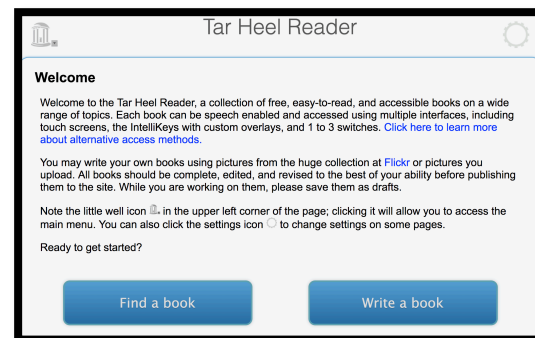 Tar Heel Reader
Welcome
Welcome to the Tar Heel Reader, a collection of free, easy-to-read, and accessible books on a wide
range of topics. Each book can be speech enabled and accessed using multiple interfaces, including
touch screens, the IntelliKeys with custom overlays, and 1 to 3 switches. Click here to learn more
about alternative access methods.
You may write your own books using pictures from the huge collection at Flickr or pictures you
upload. All books should be complete, edited, and revised to the best of your ability before publishing
them to the site. While you are working on them, please save them as drafts.
Note the little well icon in the upper left corner of the page; clicking it will allow you to access the
main menu. You can also click the settings icon to change settings on some pages.
Ready to get started?
Find a book
Write a book